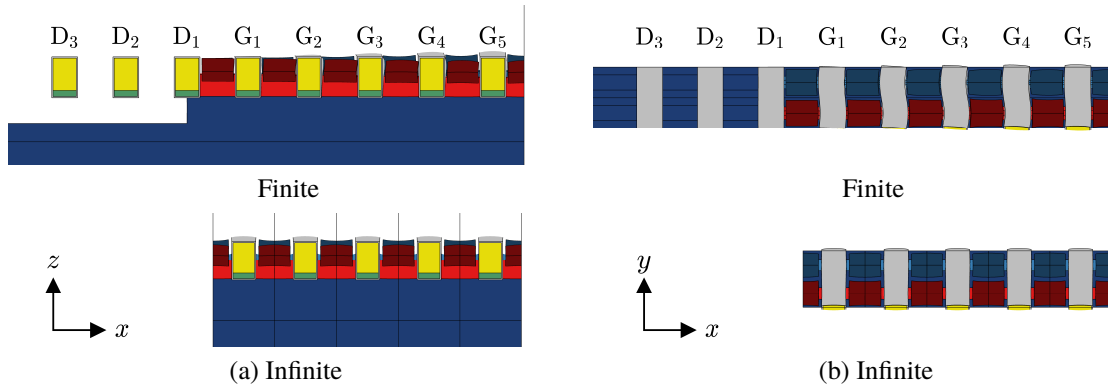 D₃ D₂ D₁ G₁ G₂ G₃ G₄ G₅
Finite
z
x
(a) Infinite
D₃ D₂ D₁ G₁ G₂ G₃ G₄ G₅
Finite
y
x
(b) Infinite